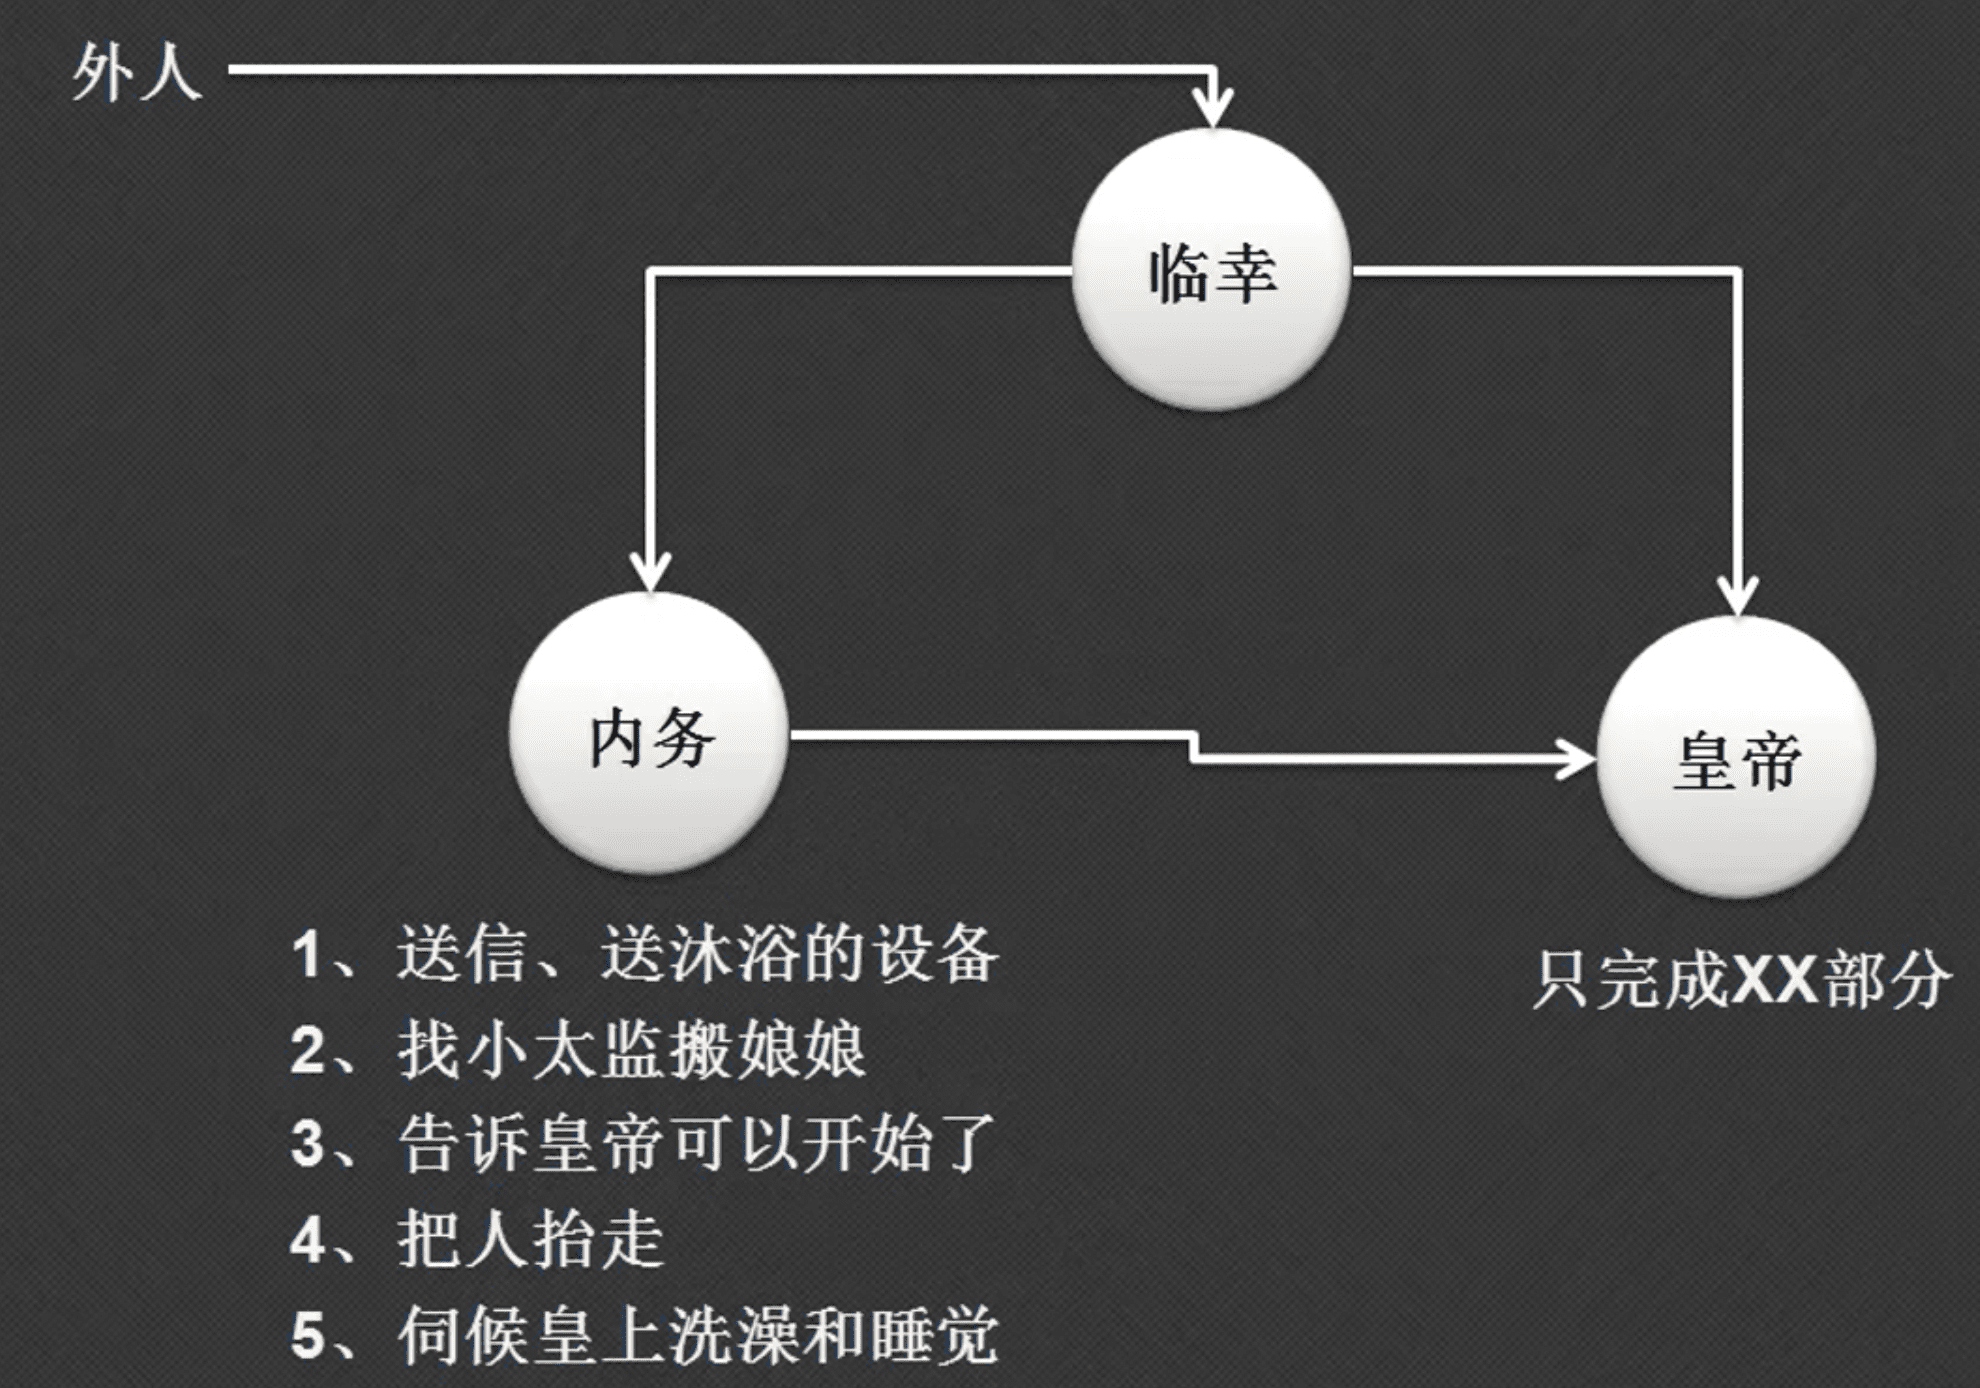 外人
临幸
内务
皇帝
1、送信、送沐浴的设备
2、找小太监搬娘娘
3、告诉皇帝可以开始了
4、把人抬走
5、伺候皇上洗澡和睡觉
只完成XX部分